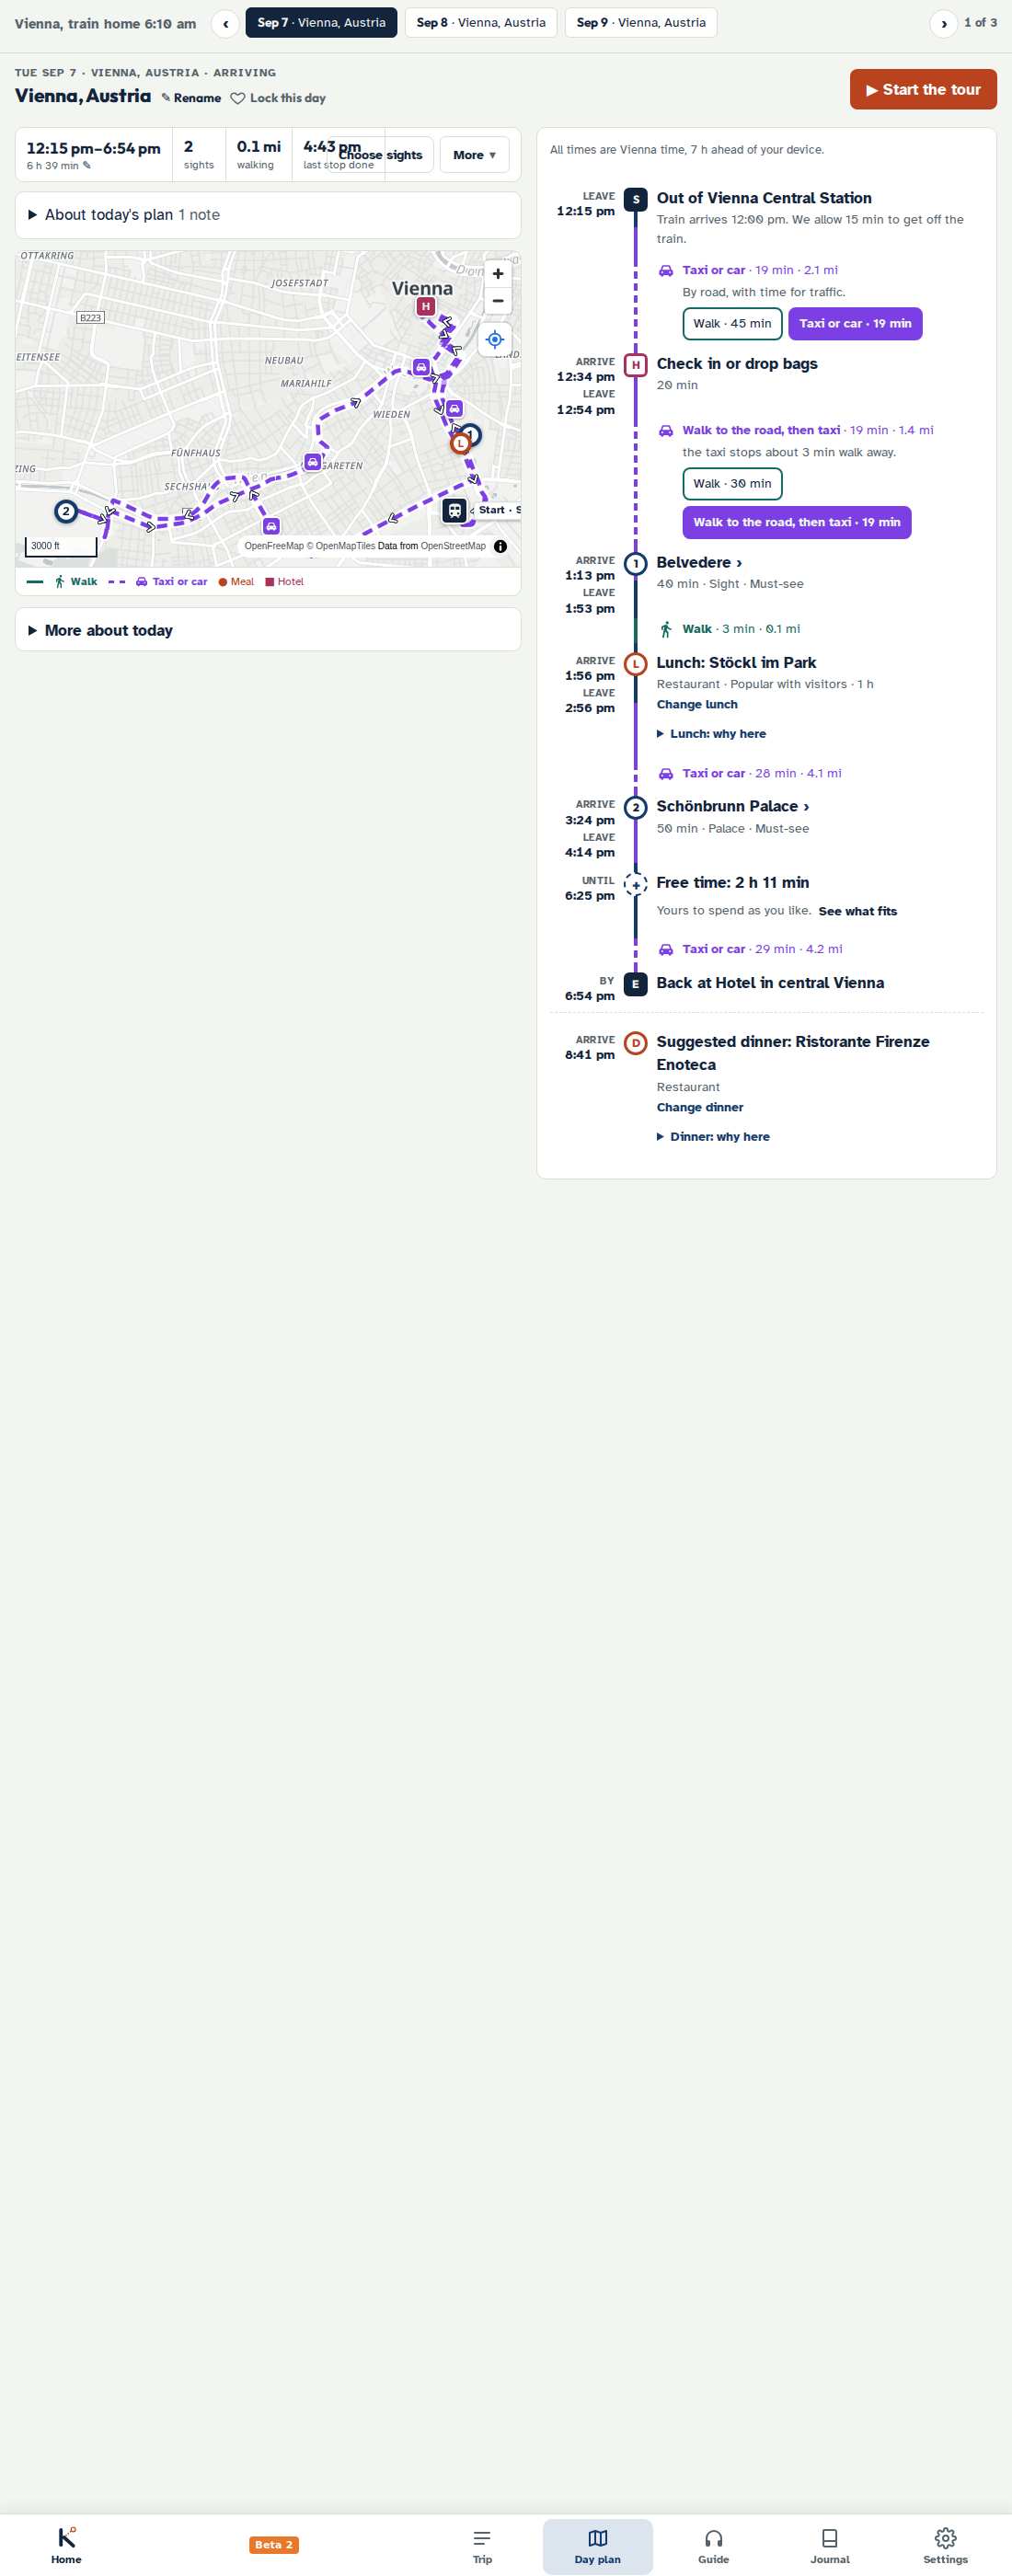 Vienna, train home 6:10 am
‹
Sep 7 · Vienna, Austria
Sep 8 · Vienna, Austria
Sep 9 · Vienna, Austria
›
1 of 3
TUE SEP 7 · VIENNA, AUSTRIA · ARRIVING
Vienna, Austria
✎ Rename
Lock this day
▶ Start the tour
12:15 pm–6:54 pm
6 h 39 min ✎
2
sights
0.1 mi
walking
4:43 pm
last stop done
Choose sights
More ▾
▶ About today's plan 1 note
OTTAKRING
JOSEFSTADT
Vienna
H
B223
NEUBAU
MARIAHILF
WIEDEN
1
L
FÜNFHAUS
SECHSHA
GARETEN
2
Start · S
3000 ft
OpenFreeMap © OpenMapTiles Data from OpenStreetMap
Walk
Taxi or car
Meal
Hotel
▶ More about today
All times are Vienna time, 7 h ahead of your device.
LEAVE
12:15 pm
S
Out of Vienna Central Station
Train arrives 12:00 pm. We allow 15 min to get off the
train.
Taxi or car · 19 min · 2.1 mi
By road, with time for traffic.
Walk · 45 min
Taxi or car · 19 min
ARRIVE
12:34 pm
LEAVE
12:54 pm
H
Check in or drop bags
20 min
Walk to the road, then taxi · 19 min · 1.4 mi
the taxi stops about 3 min walk away.
Walk · 30 min
Walk to the road, then taxi · 19 min
ARRIVE
1:13 pm
LEAVE
1:53 pm
1
Belvedere ›
40 min · Sight · Must-see
Walk · 3 min · 0.1 mi
ARRIVE
1:56 pm
LEAVE
2:56 pm
L
Lunch: Stöckl im Park
Restaurant · Popular with visitors · 1 h
Change lunch
▶ Lunch: why here
Taxi or car · 28 min · 4.1 mi
ARRIVE
3:24 pm
LEAVE
4:14 pm
2
Schönbrunn Palace ›
50 min · Palace · Must-see
UNTIL
6:25 pm
+
Free time: 2 h 11 min
Yours to spend as you like. See what fits
Taxi or car · 29 min · 4.2 mi
BY
6:54 pm
E
Back at Hotel in central Vienna
ARRIVE
8:41 pm
D
Suggested dinner: Ristorante Firenze
Enoteca
Restaurant
Change dinner
▶ Dinner: why here
Home
Beta 2
Trip
Day plan
Guide
Journal
Settings